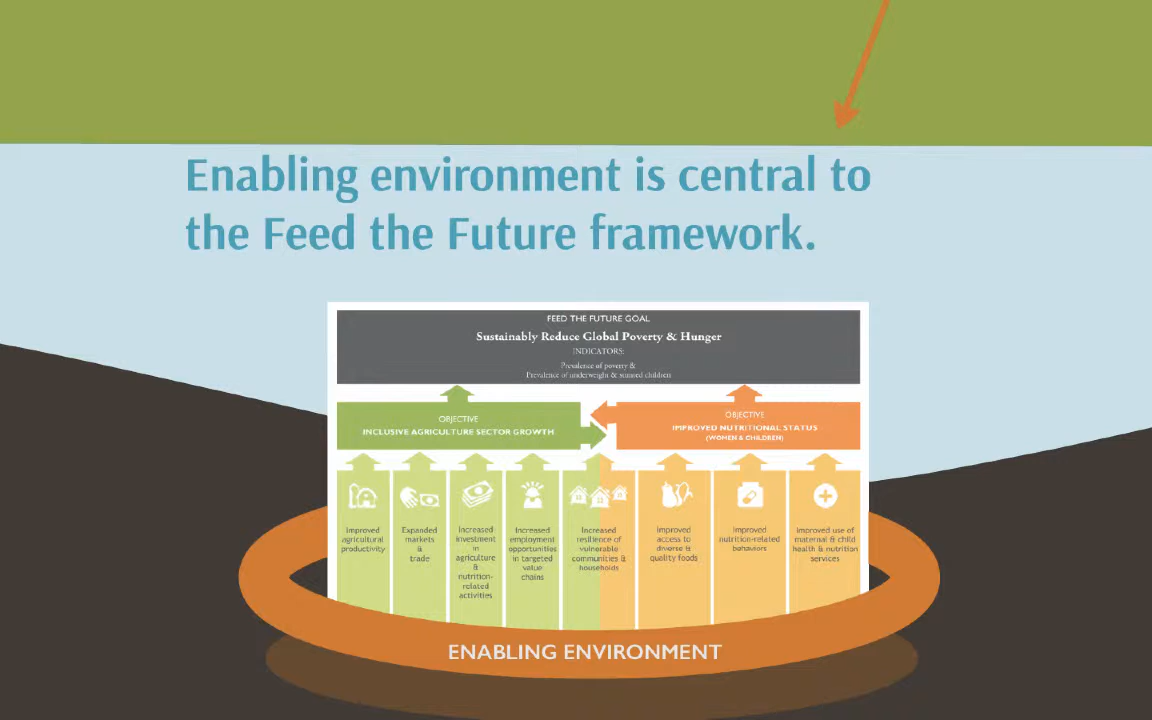 Enabling environment is central to
the Feed the Future framework.
FEED THE FUTURE GOAL
Sustainably Reduce Global Poverty & Hunger
INDICATORS:
Prevalence of poverty &
Prevalence of underweight & stunted children
OBJECTIVE
INCLUSIVE AGRICULTURE SECTOR GROWTH
OBJECTIVE
IMPROVED NUTRITIONAL STATUS
(WOMEN & CHILDREN)
Improved
agricultural
productivity
Expanded
markets
&
trade
Increased
investment
in
agriculture
&
nutrition-
related
activities
Increased
employment
opportunities
in targeted
value
chains
Increased
resilience of
vulnerable
communities &
households
Improved
access to
diverse &
quality foods
Improved
nutrition-related
behaviors
Improved use of
maternal & child
health & nutrition
services
ENABLING ENVIRONMENT